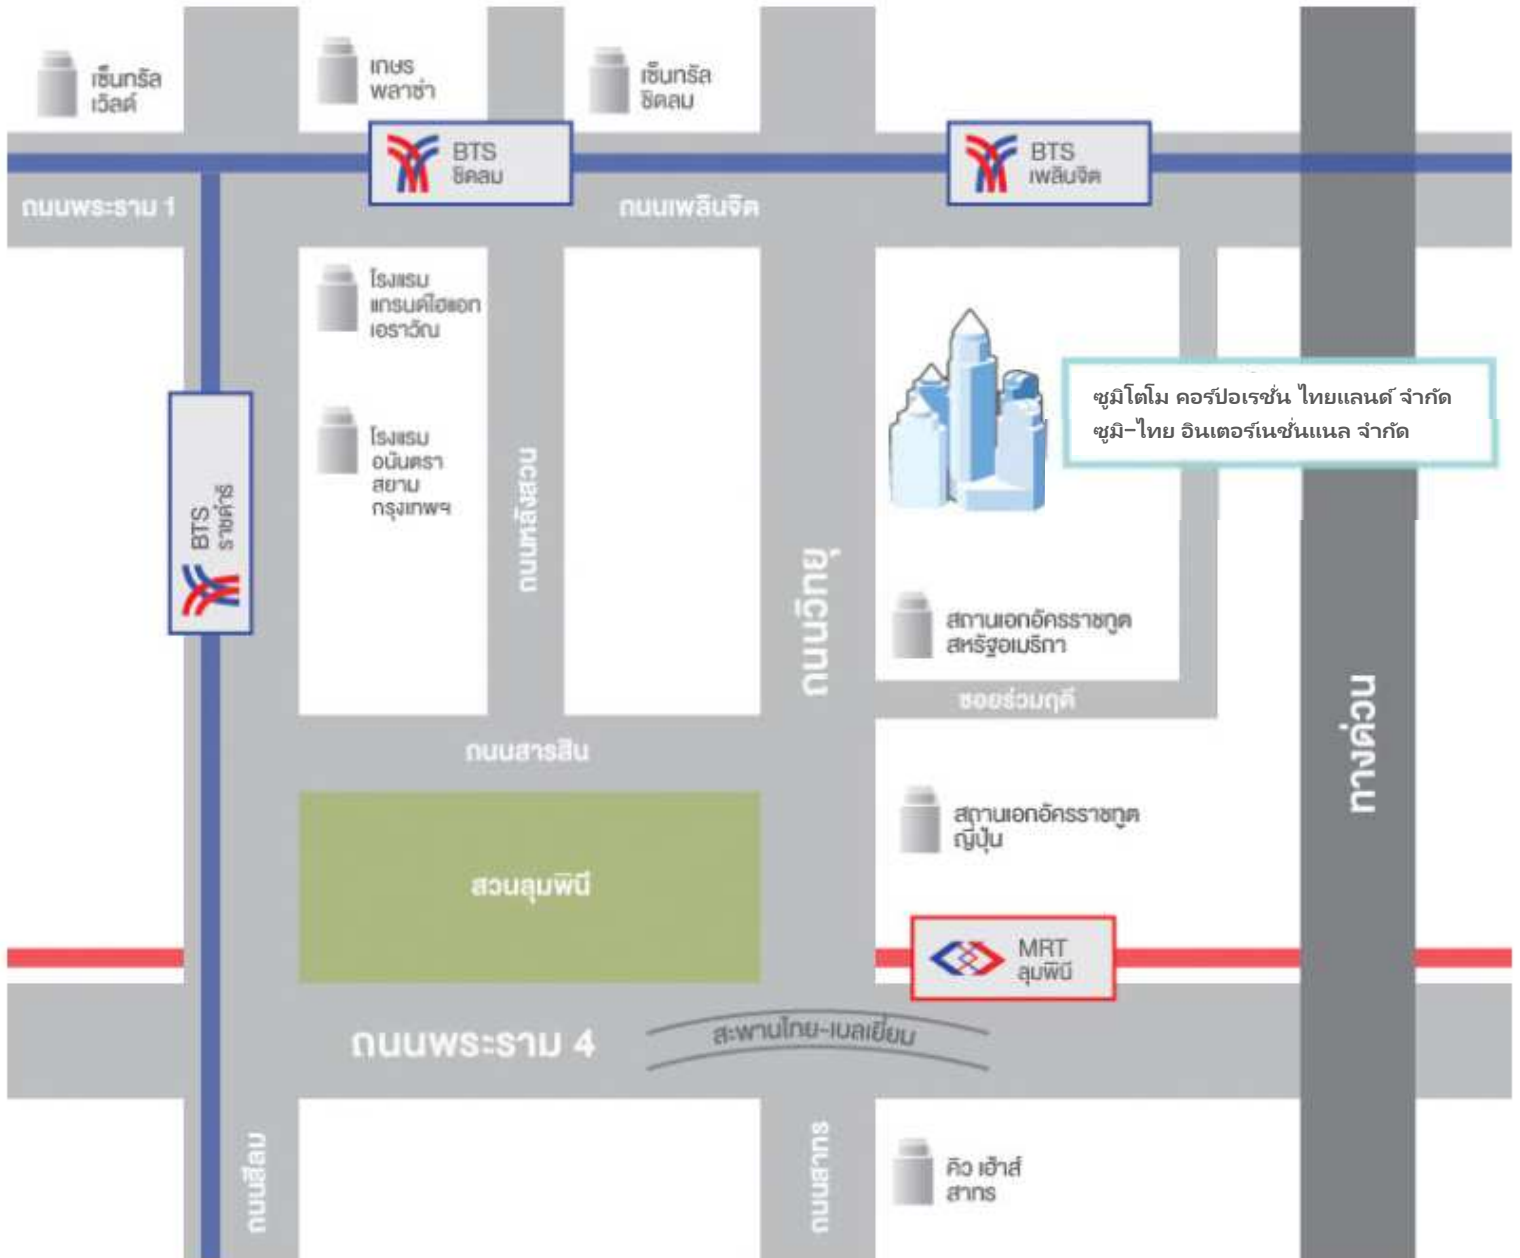 เซ็นทรัล
เวิลด์
เกษร
พลาซ่า
เซ็นทรัล
ชิดลม
BTS
ชิดลม
BTS
เพลินจิต
ถนนพระราม 1
ถนนเพลินจิต
โรงแรม
แกรนด์ไฮแอท
เอราวัณ
ซูมิโตโม คอร์ปอเรชั่น ไทยแลนด์ จำกัด
ซูมิ-ไทย อินเตอร์เนชั่นแนล จำกัด
โรงแรม
อนันตรา
สยาม
กรุงเทพฯ
BTS
ราชดำริ
ถนนหลังสวน
ถนนวิทยุ
สถานเอกอัครราชทูต
สหรัฐอเมริกา
ซอยร่วมฤดี
ทางด่วน
ถนนสารสิน
สถานเอกอัครราชทูต
ญี่ปุ่น
สวนลุมพินี
MRT
ลุมพินี
ถนนพระราม 4
สะพานไทย-เบลเยี่ยม
ถนนสีลม
ถนนสาทร
คิว เฮ้าส์
สาทร